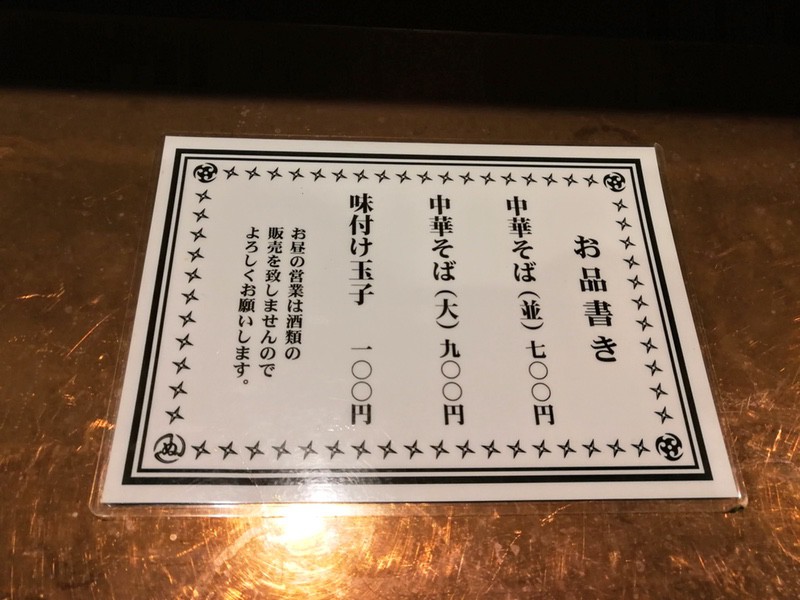 お品書き
中華そば(並)七〇〇円
中華そば(大)九〇〇円
味付け玉子 一〇〇円
お昼の営業は酒類の
販売を致しませんので
よろしくお願いします。
ぬ